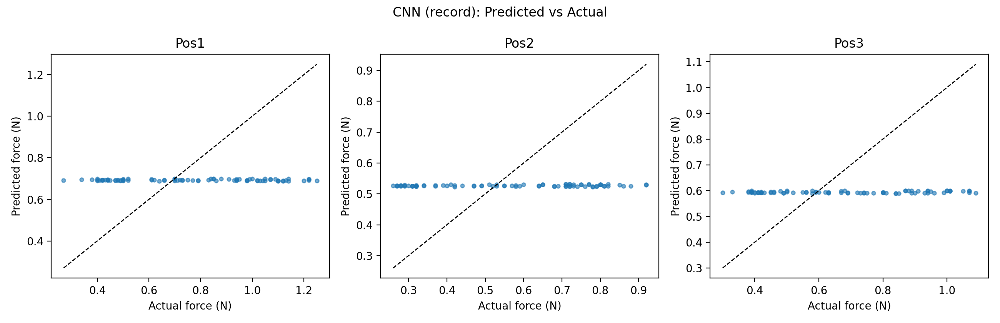 CNN (record): Predicted vs Actual
Pos1
Predicted force (N)
1.2
1.0
0.8
0.6
0.4
0.4 0.6 0.8 1.0 1.2
Actual force (N)
Pos2
Predicted force (N)
0.9
0.8
0.7
0.6
0.5
0.4
0.3
0.3 0.4 0.5 0.6 0.7 0.8 0.9
Actual force (N)
Pos3
Predicted force (N)
1.1
1.0
0.9
0.8
0.7
0.6
0.5
0.4
0.3
0.4 0.6 0.8 1.0
Actual force (N)